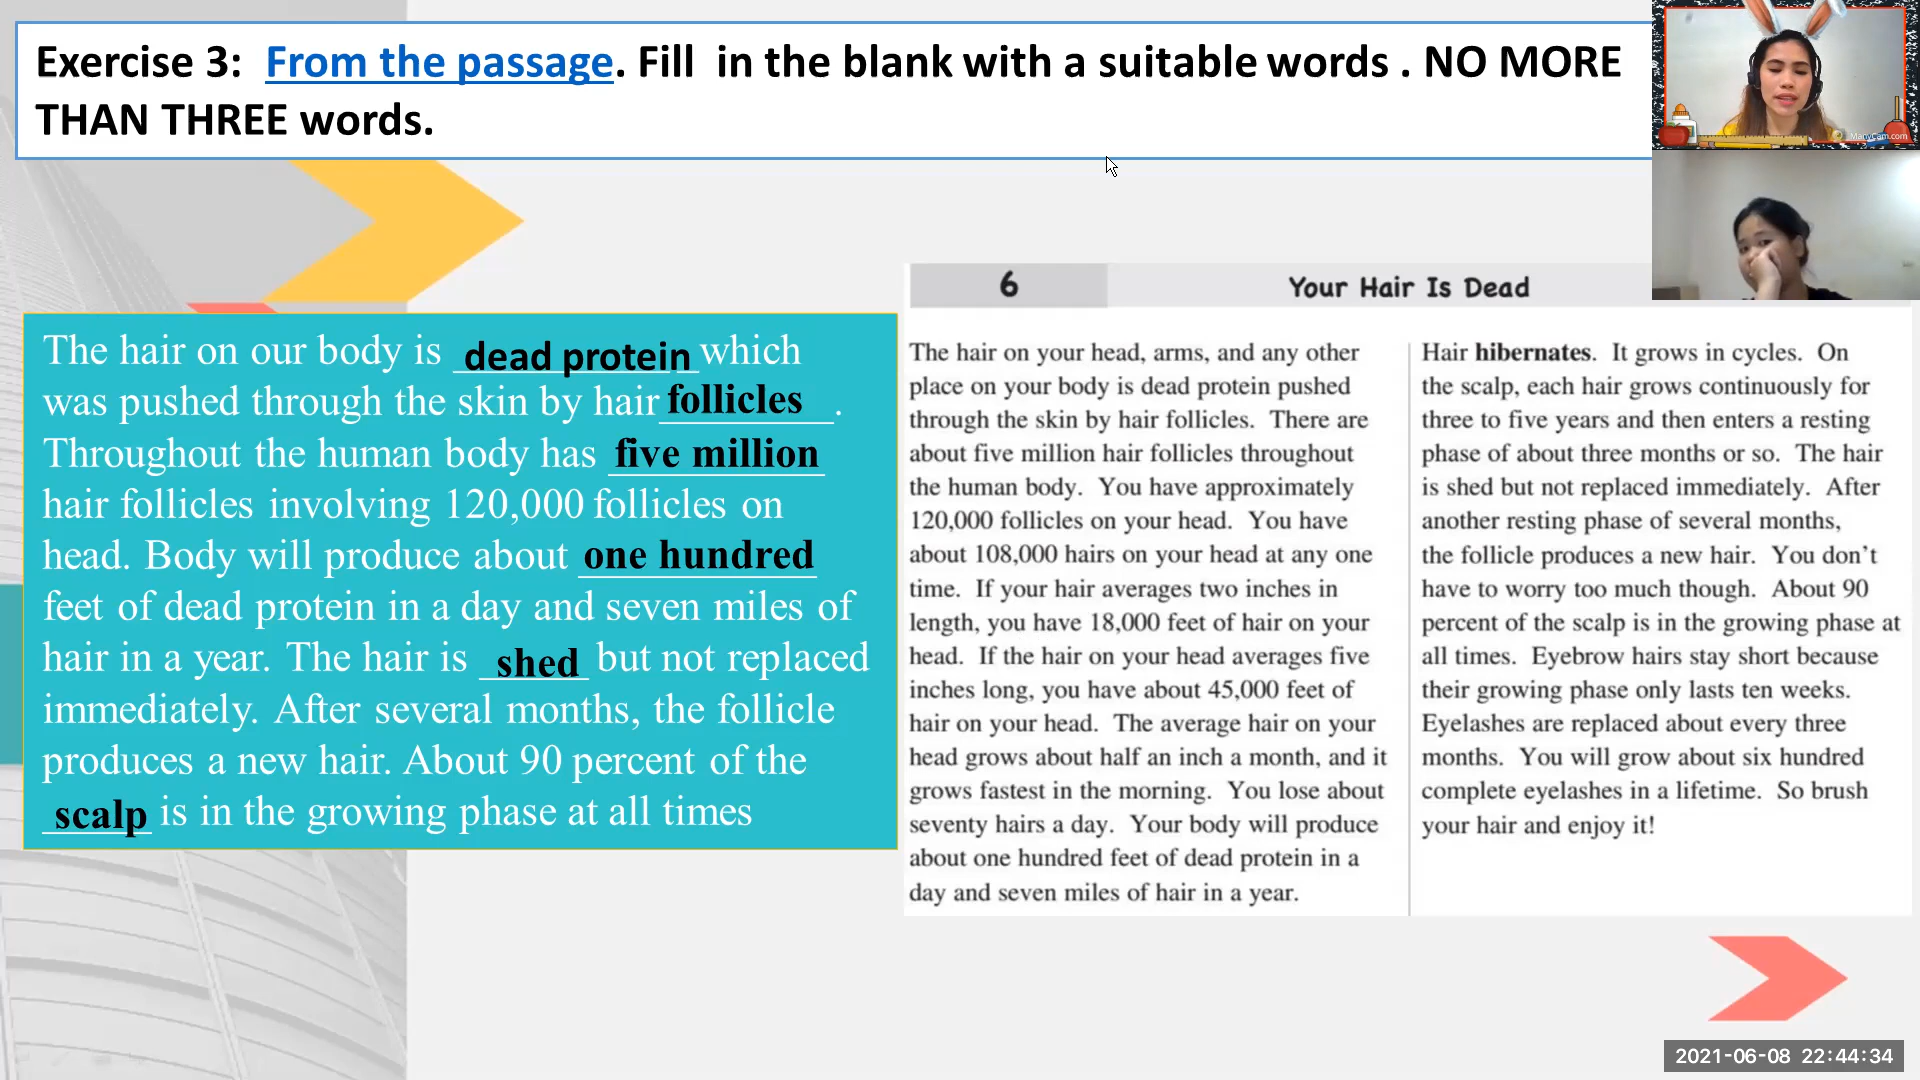 Exercise 3: From the passage. Fill in the blank with a suitable words . NO MORE
THAN THREE words.
ManyCam.com
The hair on our body is dead protein which
was pushed through the skin by hair follicles.
Throughout the human body has five million
hair follicles involving 120,000 follicles on
head. Body will produce about one hundred
feet of dead protein in a day and seven miles of
hair in a year. The hair is shed but not replaced
immediately. After several months, the follicle
produces a new hair. About 90 percent of the
scalp is in the growing phase at all times
6 Your Hair Is Dead
The hair on your head, arms, and any other
place on your body is dead protein pushed
through the skin by hair follicles. There are
about five million hair follicles throughout
the human body. You have approximately
120,000 follicles on your head. You have
about 108,000 hairs on your head at any one
time. If your hair averages two inches in
length, you have 18,000 feet of hair on your
head. If the hair on your head averages five
inches long, you have about 45,000 feet of
hair on your head. The average hair on your
head grows about half an inch a month, and it
grows fastest in the morning. You lose about
seventy hairs a day. Your body will produce
about one hundred feet of dead protein in a
day and seven miles of hair in a year.
Hair hibernates. It grows in cycles. On
the scalp, each hair grows continuously for
three to five years and then enters a resting
phase of about three months or so. The hair
is shed but not replaced immediately. After
another resting phase of several months,
the follicle produces a new hair. You don't
have to worry too much though. About 90
percent of the scalp is in the growing phase at
all times. Eyebrow hairs stay short because
their growing phase only lasts ten weeks.
Eyelashes are replaced about every three
months. You will grow about six hundred
complete eyelashes in a lifetime. So brush
your hair and enjoy it!
2021-06-08 22:44:34